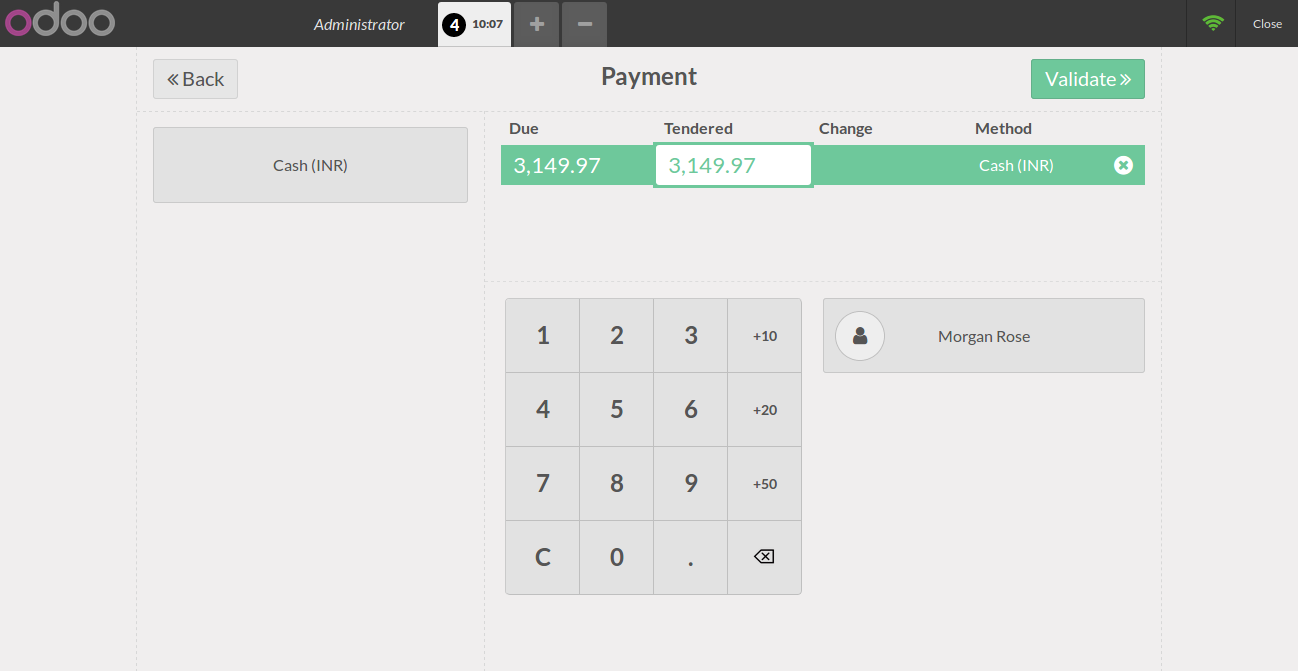 odoo
Administrator
4 10:07
Close
Back
Payment
Validate
Due Tendered Change Method
Cash (INR)
3,149.97 3,149.97 Cash (INR)
1 2 3 +10
Morgan Rose
4 5 6 +20
7 8 9 +50
C 0 .